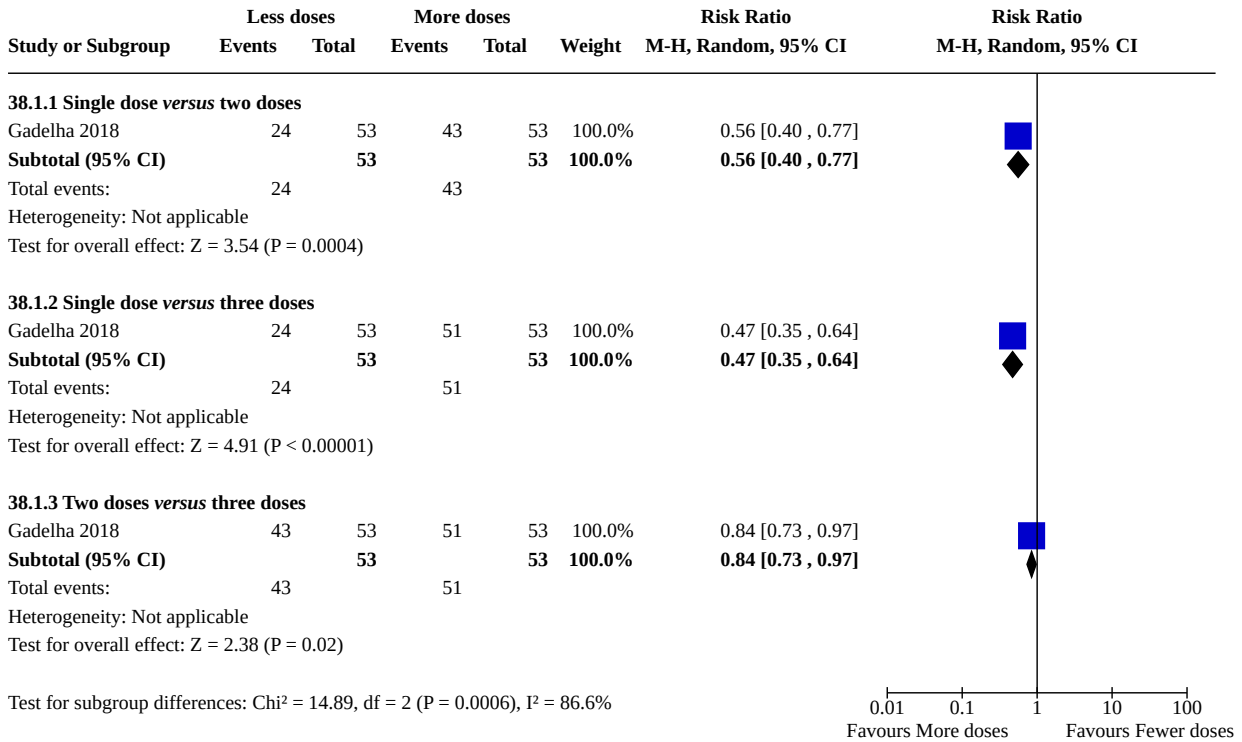 Less doses More doses Risk Ratio Risk Ratio
Study or Subgroup Events Total Events Total Weight M-H, Random, 95% CI M-H, Random, 95% CI
38.1.1 Single dose versus two doses
Gadelha 2018 24 53 43 53 100.0% 0.56 [0.40 , 0.77]
Subtotal (95% CI) 53 53 100.0% 0.56 [0.40 , 0.77]
Total events: 24 43
Heterogeneity: Not applicable
Test for overall effect: Z = 3.54 (P = 0.0004)
38.1.2 Single dose versus three doses
Gadelha 2018 24 53 51 53 100.0% 0.47 [0.35 , 0.64]
Subtotal (95% CI) 53 53 100.0% 0.47 [0.35 , 0.64]
Total events: 24 51
Heterogeneity: Not applicable
Test for overall effect: Z = 4.91 (P < 0.00001)
38.1.3 Two doses versus three doses
Gadelha 2018 43 53 51 53 100.0% 0.84 [0.73 , 0.97]
Subtotal (95% CI) 53 53 100.0% 0.84 [0.73 , 0.97]
Total events: 43 51
Heterogeneity: Not applicable
Test for overall effect: Z = 2.38 (P = 0.02)
Test for subgroup differences: Chi² = 14.89, df = 2 (P = 0.0006), I² = 86.6%
0.01 0.1 1 10 100
Favours More doses Favours Fewer doses